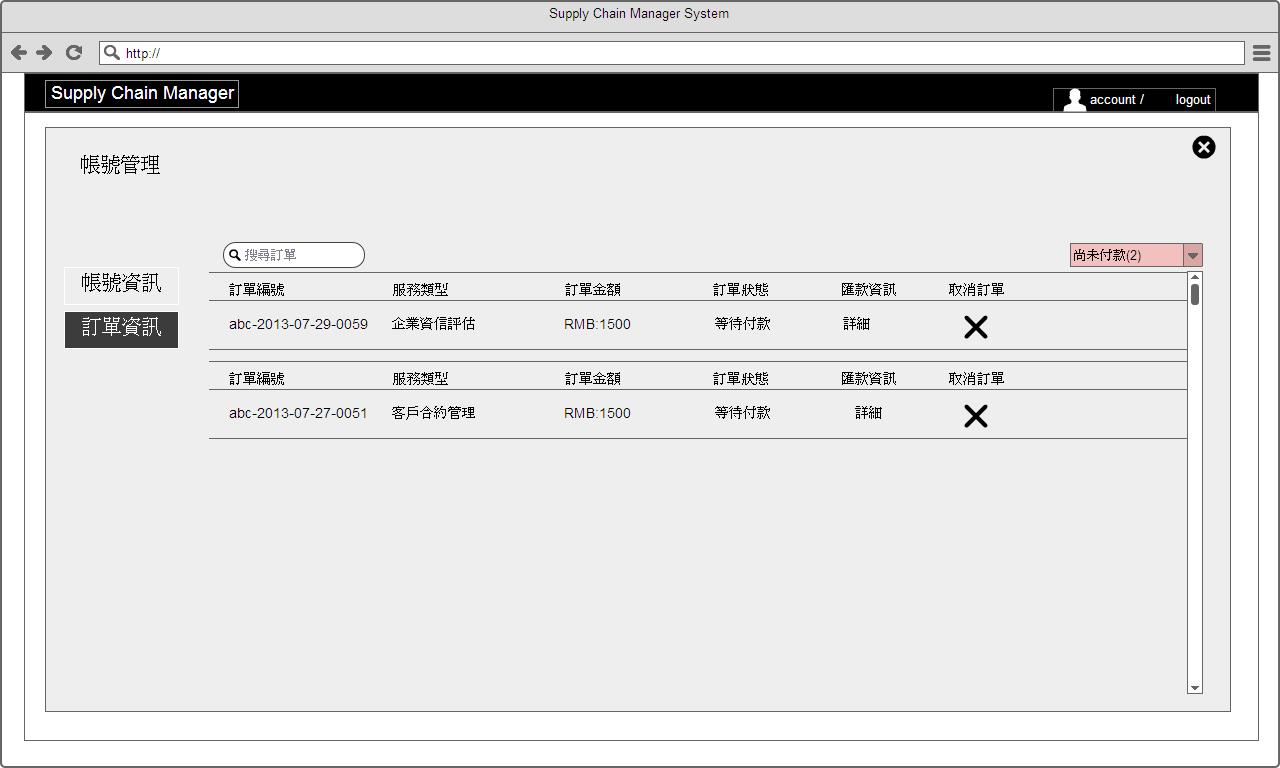 Supply Chain Manager System
http://
Supply Chain Manager
account / logout
帳號管理
搜尋訂單
尚未付款(2)
帳號資訊
訂單資訊
訂單編號 服務類型 訂單金額 訂單狀態 匯款資訊 取消訂單
abc-2013-07-29-0059 企業資信評估 RMB:1500 等待付款 詳細
訂單編號 服務類型 訂單金額 訂單狀態 匯款資訊 取消訂單
abc-2013-07-27-0051 客戶合約管理 RMB:1500 等待付款 詳細